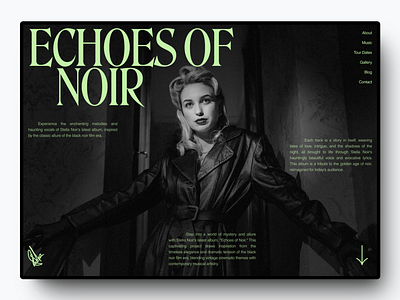 ECHOES OF
NOIR
About
Music
Tour Dates
Gallery
Blog
Contact
Experience the enchanting melodies and
haunting vocals of Stella Noir's latest album, inspired
by the classic allure of the black noir film era.
Each track is a story in itself, weaving
tales of love, intrigue, and the shadows of the
night, all brought to life through Stella Noir's
hauntingly beautiful voice and evocative lyrics.
This album is a tribute to the golden age of noir,
reimagined for today's audience.
Step into a world of mystery and allure
with Stella Noir's latest album, "Echoes of Noir." This
captivating project draws inspiration from the
timeless elegance and dramatic tension of the black
noir film era, blending vintage cinematic themes with
contemporary musical artistry.